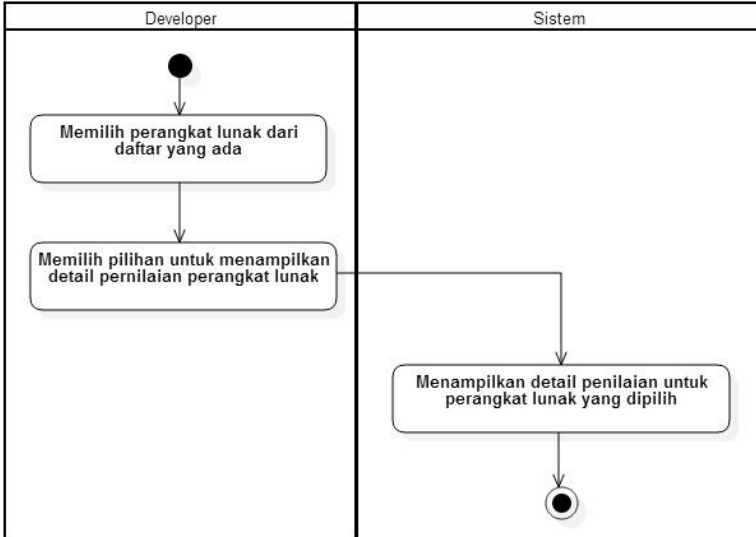 Developer
Sistem
Memilih perangkat lunak dari
daftar yang ada
Memilih pilihan untuk menampilkan
detail pernilaian perangkat lunak
Menampilkan detail penilaian untuk
perangkat lunak yang dipilih